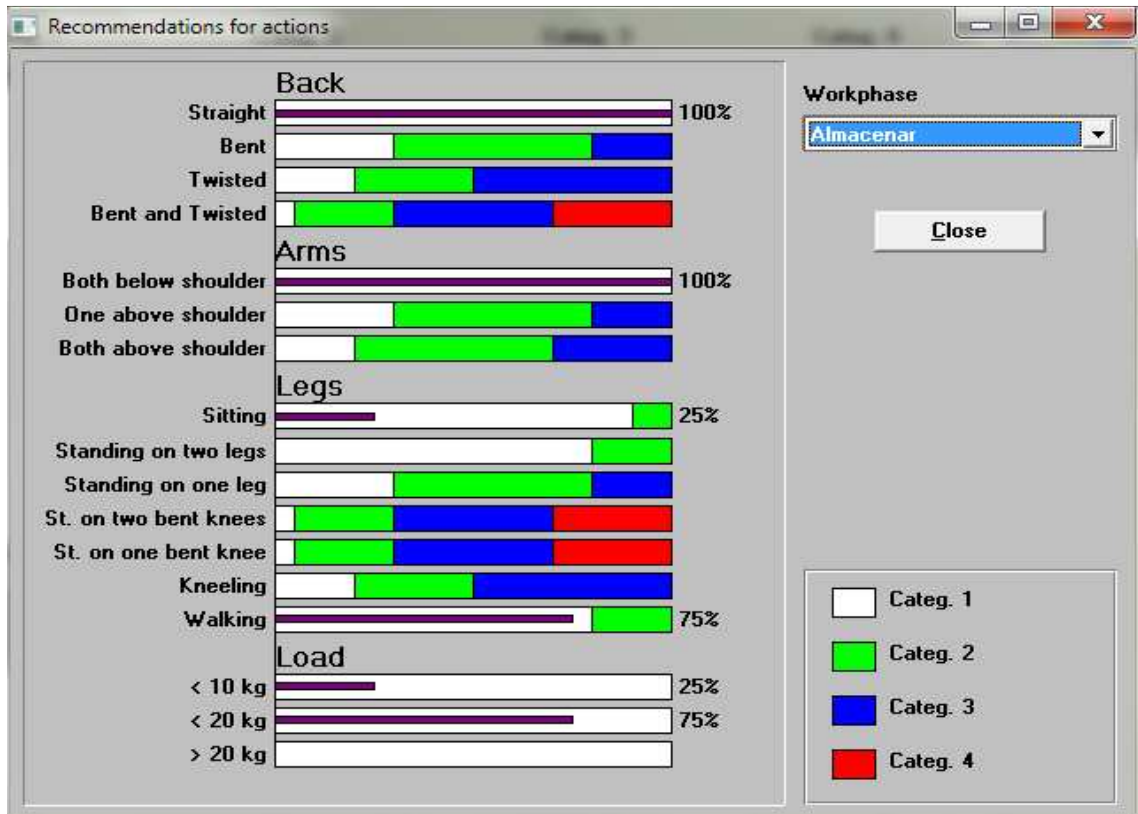 Recommendations for actions
Back
Straight 100%
Bent
Twisted
Bent and Twisted
Arms
Both below shoulder 100%
One above shoulder
Both above shoulder
Legs
Sitting 25%
Standing on two legs
Standing on one leg
St. on two bent knees
St. on one bent knee
Kneeling
Walking 75%
Load
< 10 kg 25%
< 20 kg 75%
> 20 kg
Workphase
Almacenar
Close
Categ. 1
Categ. 2
Categ. 3
Categ. 4